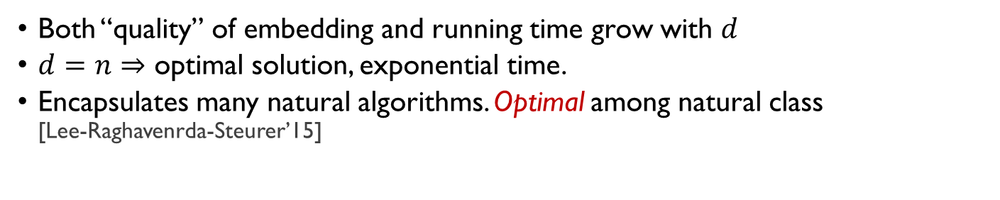 • Both “quality” of embedding and running time grow with 𝑑
• 𝑑 = 𝑛 ⇒ optimal solution, exponential time.
• Encapsulates many natural algorithms. Optimal among natural class
[Lee-Raghavenrda-Steurer’15]